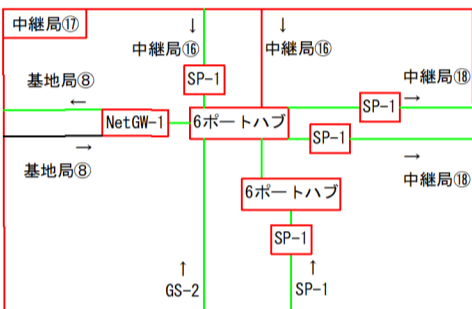 中継局⑰
↓
中継局⑯
↓
中継局⑯
SP-1
基地局⑧
←
中継局⑱
→
SP-1
NetGW-1
6ポートハブ
SP-1
→
基地局⑧
→
中継局⑱
6ポートハブ
SP-1
↑
GS-2
↑
SP-1